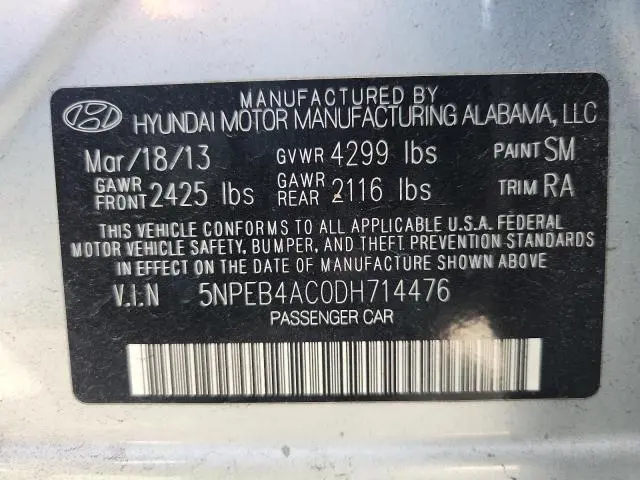 MANUFACTURED BY
HYUNDAI MOTOR MANUFACTURING ALABAMA, LLC
Mar/18/13 GVWR 4299 lbs PAINT SM
GAWR FRONT 2425 lbs GAWR REAR 2116 lbs TRIM RA
THIS VEHICLE CONFORMS TO ALL APPLICABLE U.S.A. FEDERAL
MOTOR VEHICLE SAFETY, BUMPER, AND THEFT PREVENTION STANDARDS
IN EFFECT ON THE DATE OF MANUFACTURE SHOWN ABOVE.
V.I.N 5NPEB4AC0DH714476
PASSENGER CAR